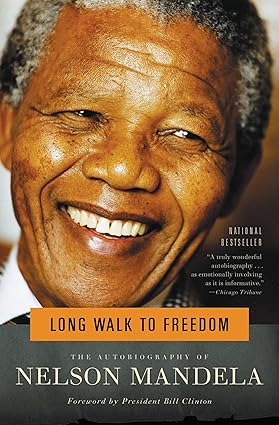 NATIONAL
BESTSELLER
"A truly wonderful
autobiography . . .
as emotionally involving
as it is informative."
—Chicago Tribune
LONG WALK TO FREEDOM
THE AUTOBIOGRAPHY OF
NELSON MANDELA
Foreword by President Bill Clinton